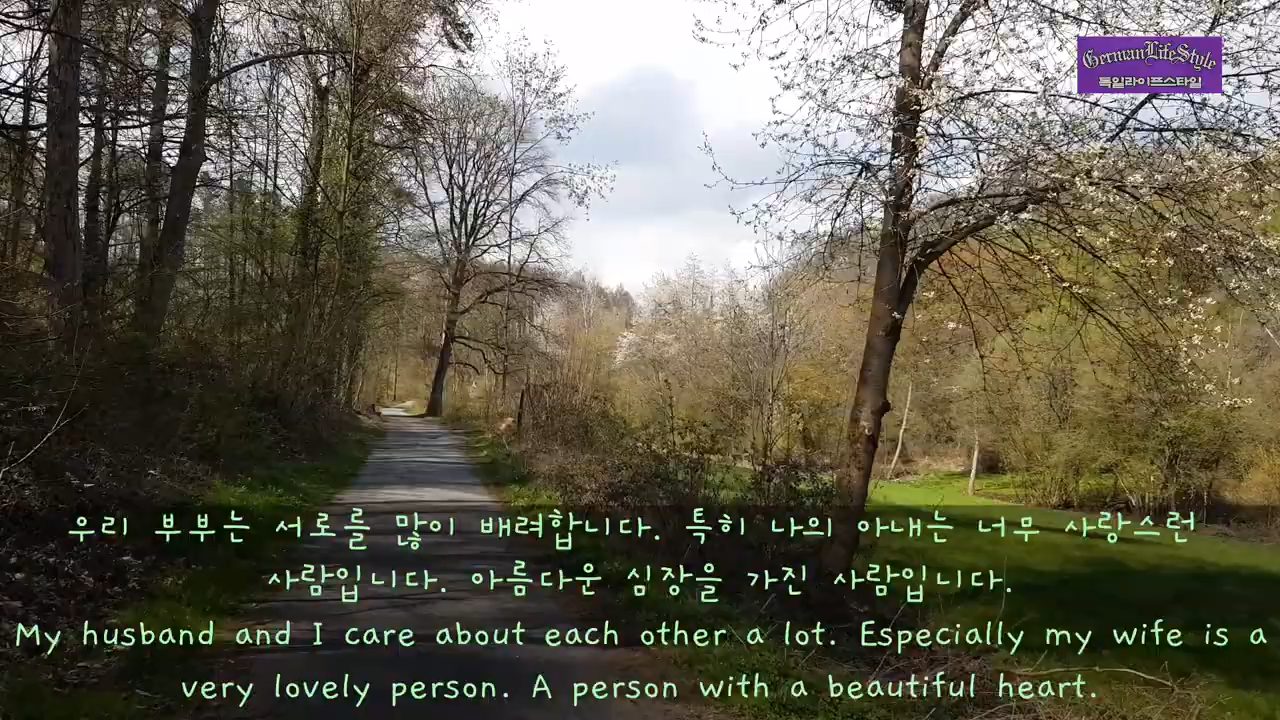 GermanLifeStyle
독일라이프스타일
우리 부부는 서로를 많이 배려합니다. 특히 나의 아내는 너무 사랑스런
사람입니다. 아름다운 심장을 가진 사람입니다.
My husband and I care about each other a lot. Especially my wife is a
very lovely person. A person with a beautiful heart.